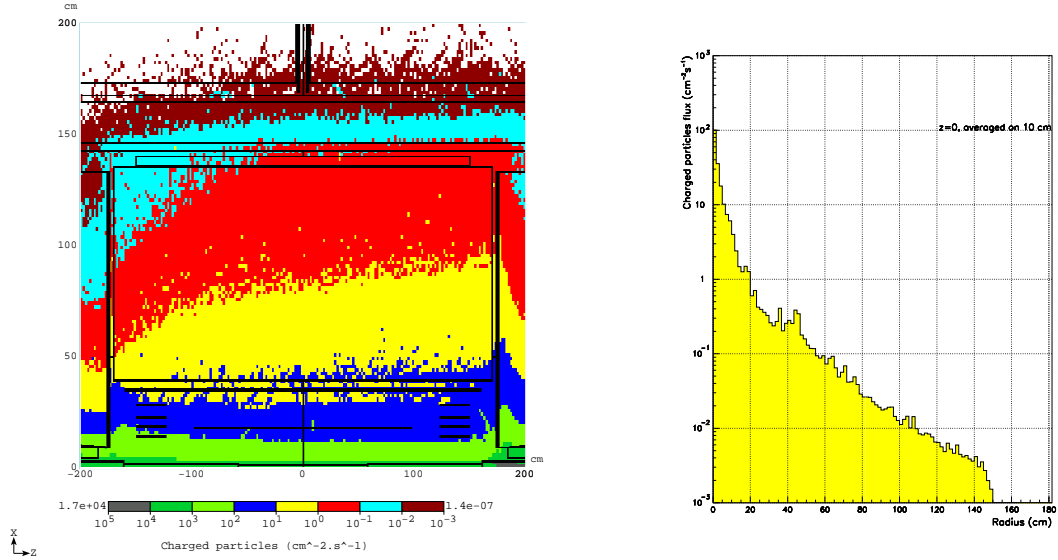 cm
200
150
100
50
0
-200 -100 0 100 200 cm
1.7e+04 1.4e-07
10^5 10^4 10^3 10^2 10^1 10^0 10^-1 10^-2 10^-3
Charged particles (cm^-2.s^-1)
X
Z
Charged particles flux (cm^-2s^-1)
10^3
10^2
10
1
10^-1
10^-2
10^-3
z=0, averaged on 10 cm
0 20 40 60 80 100 120 140 160 180
Radius (cm)